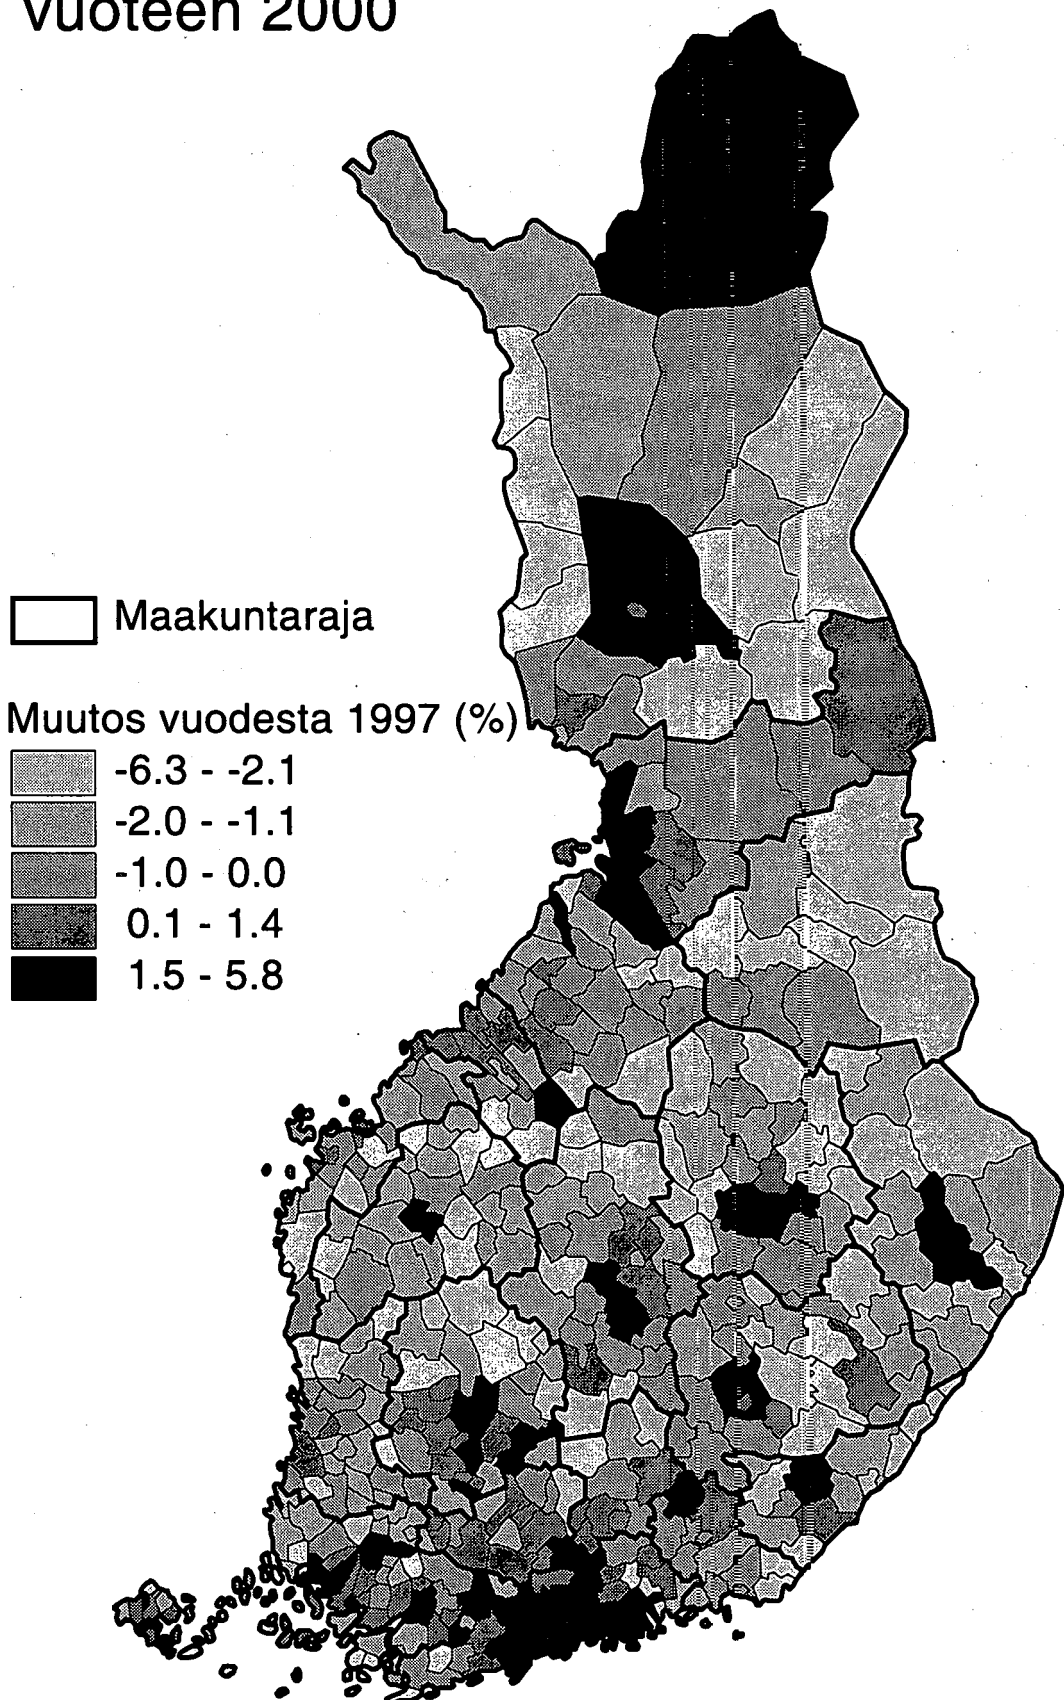 vuoteen 2000
Maakuntaraja
Muutos vuodesta 1997 (%)
-6.3 - -2.1
-2.0 - -1.1
-1.0 - 0.0
0.1 - 1.4
1.5 - 5.8